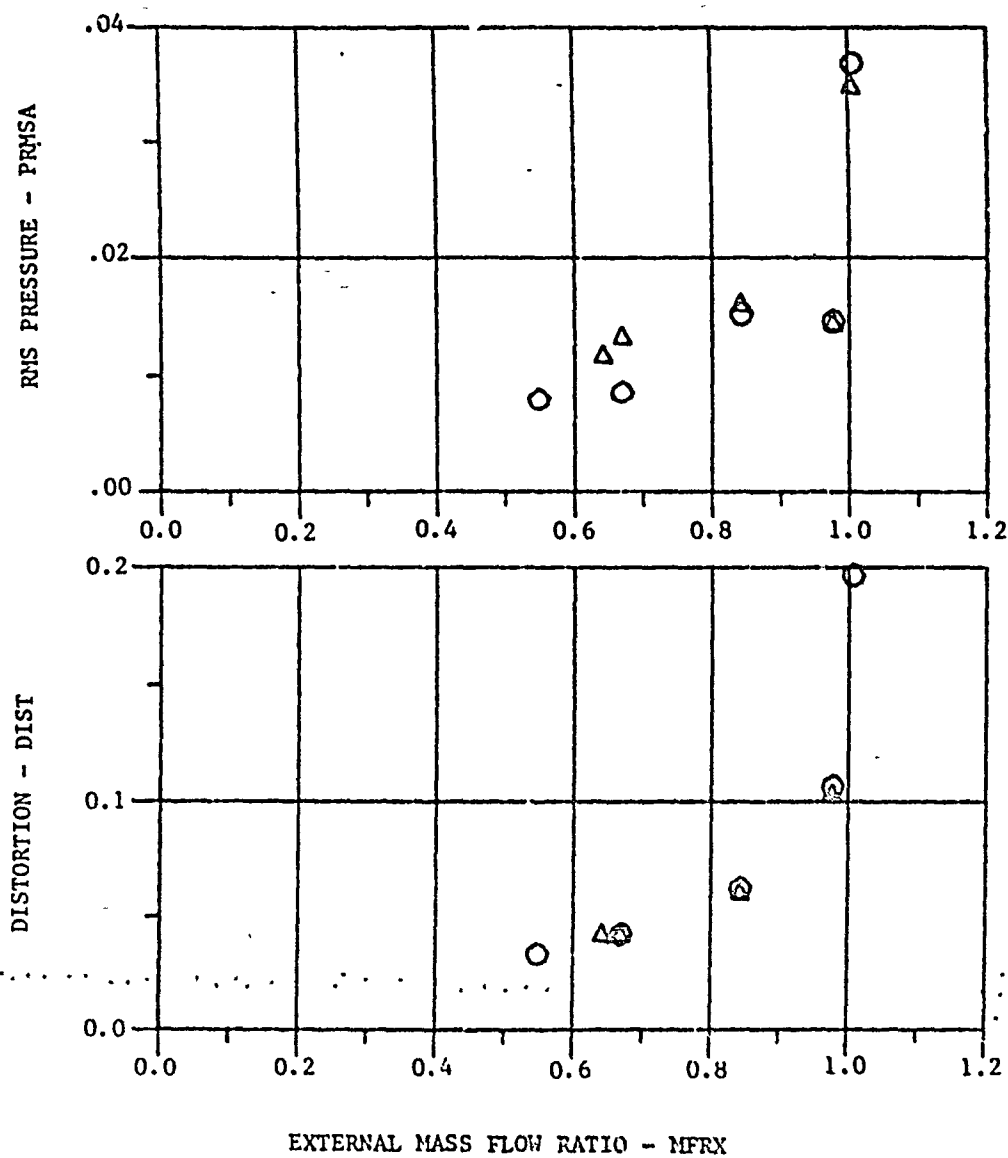 RMS PRESSURE - PRMSA
.04
.02
.00
0.0 0.2 0.4 0.6 0.8 1.0 1.2
DISTORTION - DIST
0.2
0.1
0.0
0.0 0.2 0.4 0.6 0.8 1.0 1.2
EXTERNAL MASS FLOW RATIO - MFRX